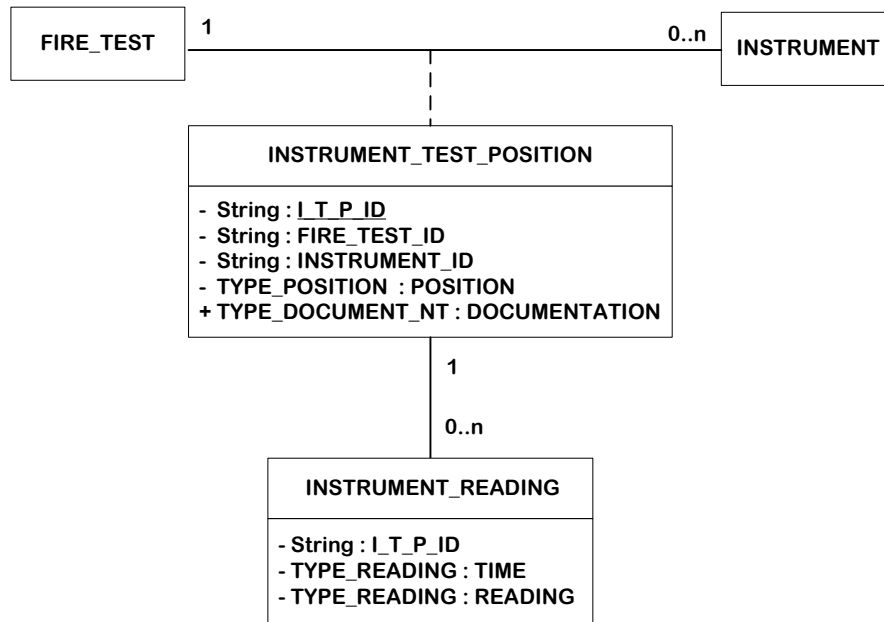 FIRE_TEST
1
0..n
INSTRUMENT
INSTRUMENT_TEST_POSITION
- String : I_T_P_ID
- String : FIRE_TEST_ID
- String : INSTRUMENT_ID
- TYPE_POSITION : POSITION
+ TYPE_DOCUMENT_NT : DOCUMENTATION
1
0..n
INSTRUMENT_READING
- String : I_T_P_ID
- TYPE_READING : TIME
- TYPE_READING : READING